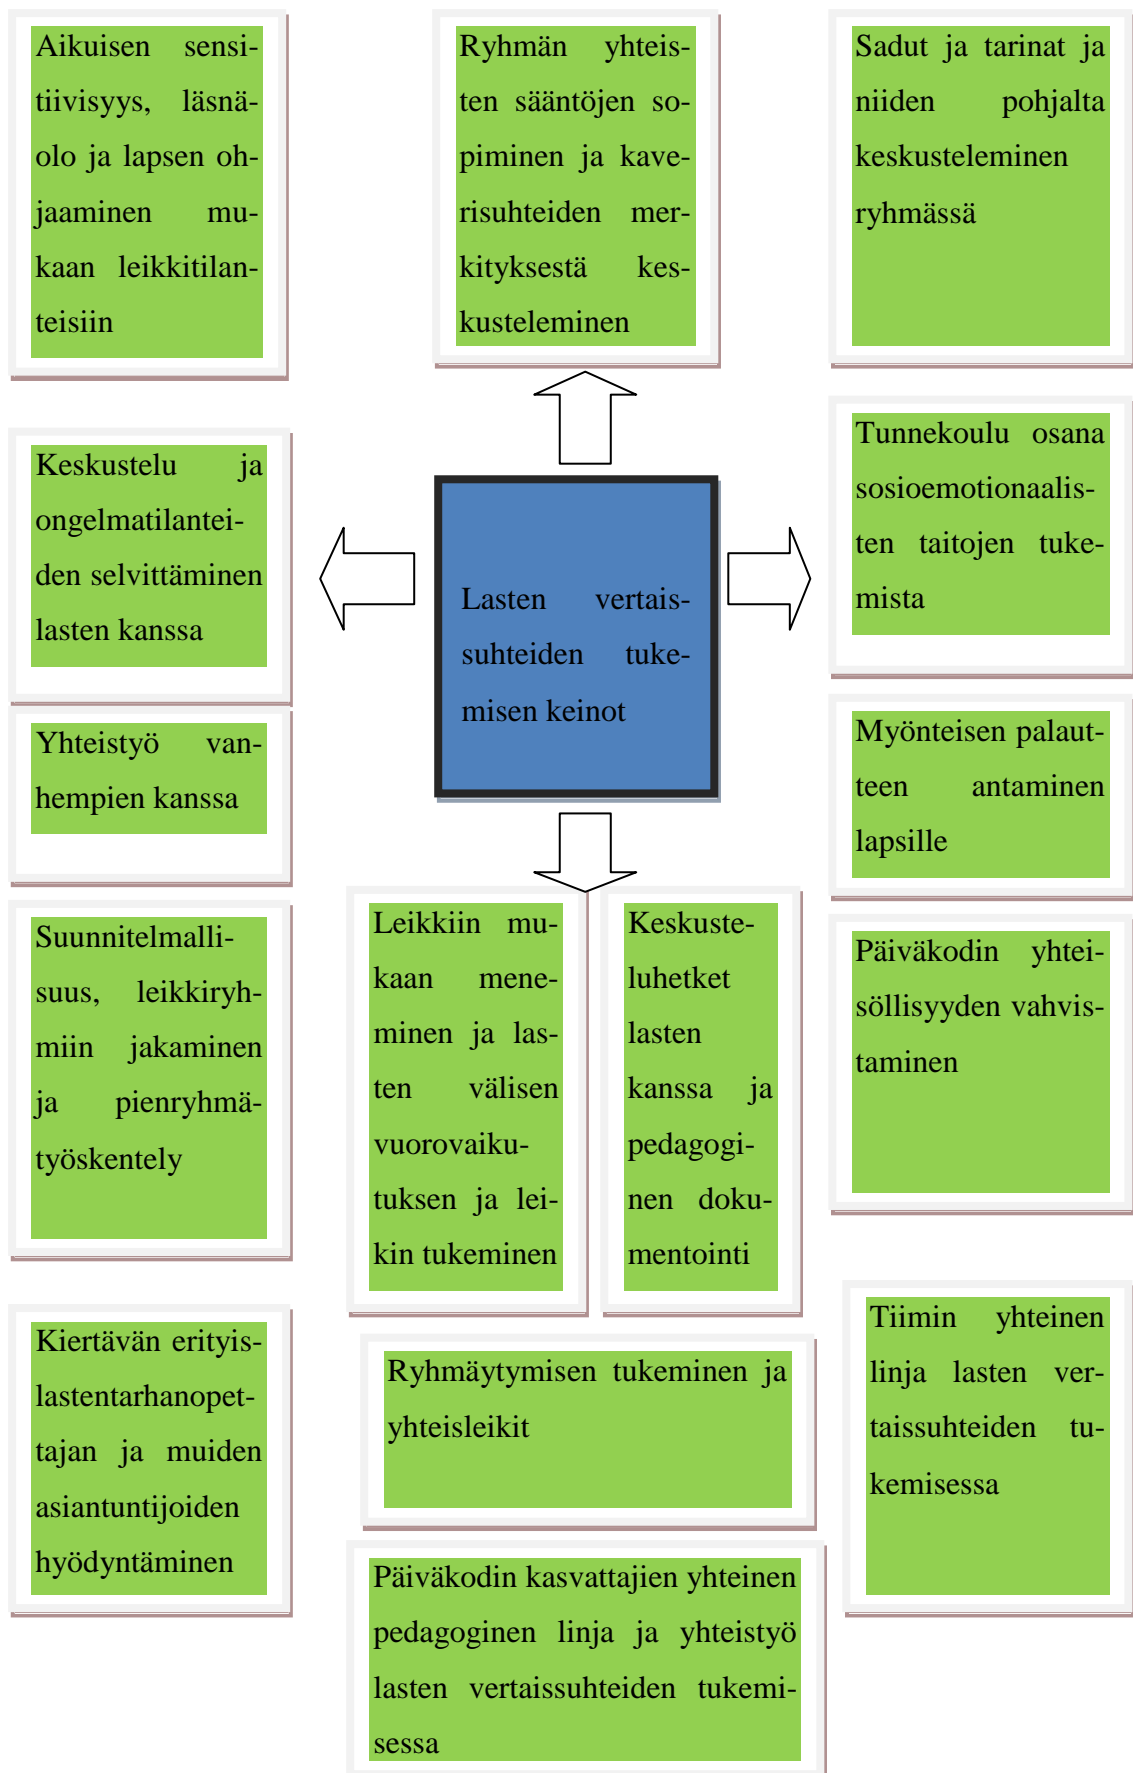 Aikuisen sensi-
tiivisyys, läsnä-
olo ja lapsen oh-
jaaminen mu-
kaan leikkitilan-
teisiin
Ryhmän yhteis-
ten sääntöjen so-
piminen ja kave-
risuhteiden mer-
kityksestä kes-
kusteleminen
Sadut ja tarinat ja
niiden pohjalta
keskusteleminen
ryhmässä
Keskustelu ja
ongelmatilantei-
den selvittäminen
lasten kanssa
Lasten vertais-
suhteiden tuke-
misen keinot
Tunnekoulu osana
sosioemotionaalis-
ten taitojen tuke-
mista
Yhteistyö van-
hempien kanssa
Myönteisen palaut-
teen antaminen
lapsille
Suunnitelmalli-
suus, leikkiryh-
miin jakaminen
ja pienryhmä-
työskentely
Leikkiin mu-
kaan mene-
minen ja las-
ten välisen
vuorovaiku-
tuksen ja lei-
kin tukeminen
Keskuste-
luhetket
lasten
kanssa ja
pedagogi-
nen doku-
mentointi
Päiväkodin yhtei-
söllisyyden vahvis-
taminen
Kiertävän erityis-
lastentarhanopet-
tajan ja muiden
asiantuntijoiden
hyödyntäminen
Ryhmäytymisen tukeminen ja
yhteisleikit
Tiimin yhteinen
linja lasten ver-
taissuhteiden tu-
kemisessa
Päiväkodin kasvattajien yhteinen
pedagoginen linja ja yhteistyö
lasten vertaissuhteiden tukemi-
sessa